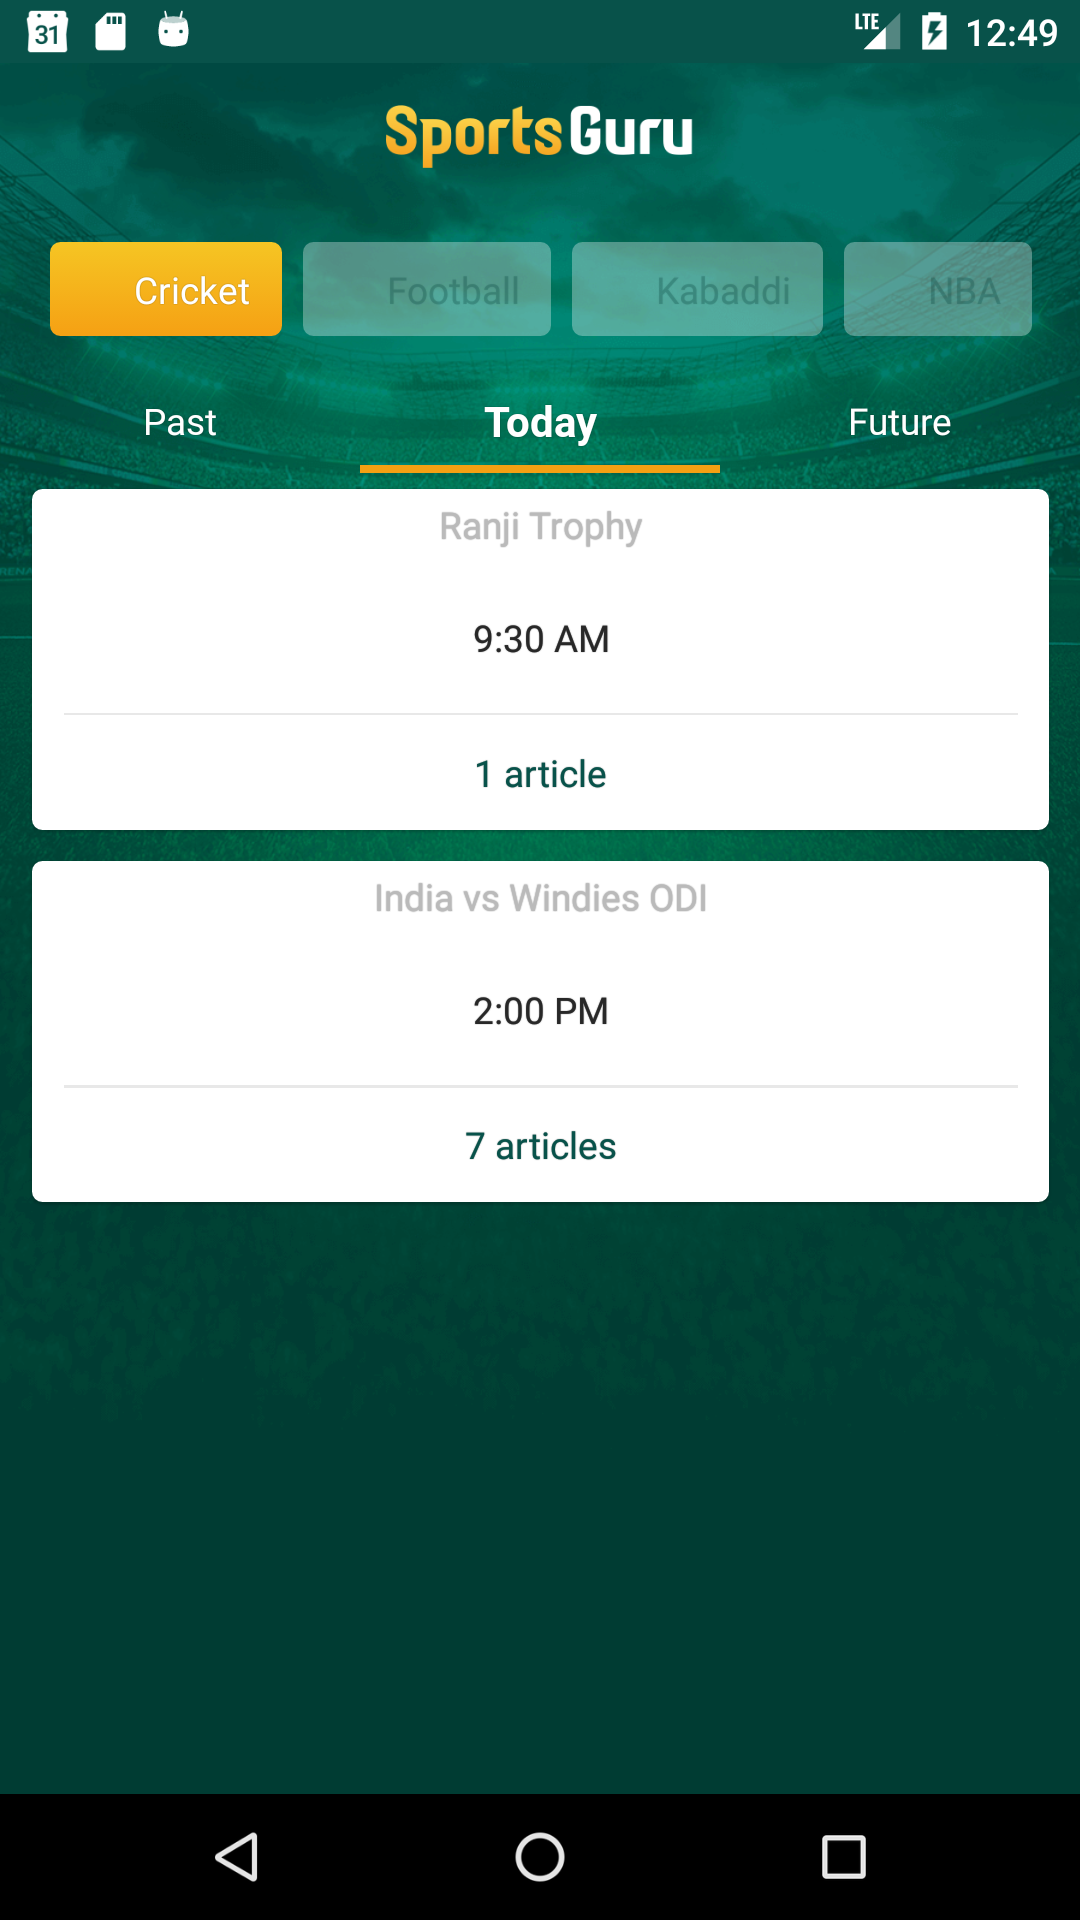 31
LTE
12:49
SportsGuru
Cricket
Football
Kabaddi
NBA
Past
Today
Future
Ranji Trophy
9:30 AM
1 article
India vs Windies ODI
2:00 PM
7 articles